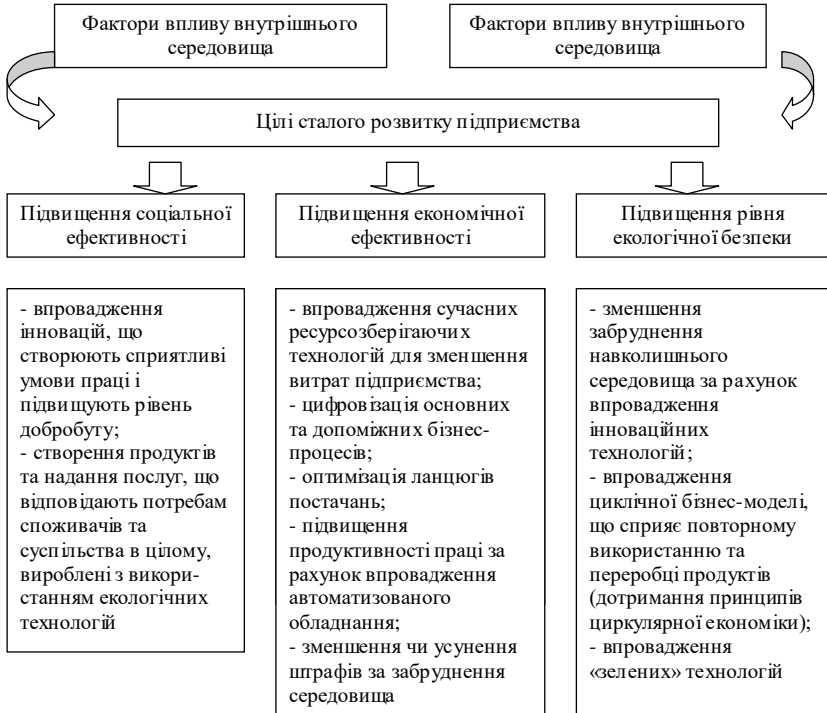 Фактори впливу внутрішнього
середовища
Фактори впливу внутрішнього
середовища
Цілі сталого розвитку підприємства
Підвищення соціальної
ефективності
Підвищення економічної
ефективності
Підвищення рівня
екологічної безпеки
- впровадження
інновацій, що
створюють сприятливі
умови праці і
підвищують рівень
добробуту;
- створення продуктів
та надання послуг, що
відповідають потребам
споживачів та
суспільства в цілому,
вироблені з викори-
станням екологічних
технологій
- впровадження сучасних
ресурсозберігаючих
технологій для зменшення
витрат підприємства;
- цифровізація основних
та допоміжних бізнес-
процесів;
- оптимізація ланцюгів
постачань;
- підвищення
продуктивності праці за
рахунок впровадження
автоматизованого
обладнання;
- зменшення чи усунення
штрафів за забруднення
середовища
- зменшення
забруднення
навколишнього
середовища за рахунок
впровадження
інноваційних
технологій;
- впровадження
циклічної бізнес-моделі,
що сприяє повторному
використанню та
переробці продуктів
(дотримання принципів
циркулярної економіки);
- впровадження
«зелених» технологій